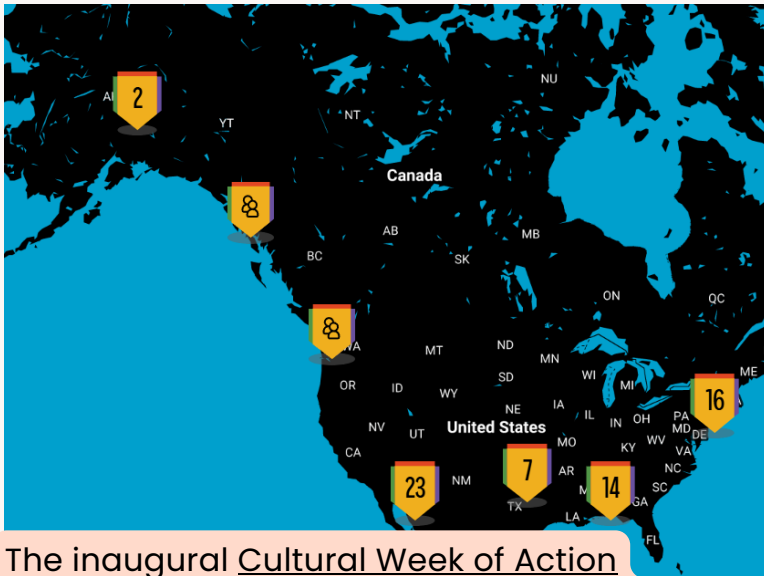 NU
2
NT
YT
Canada
AB
MB
BC
SK
ON
QC
WA
MT
ND
MN
ME
OR
ID
WY
SD
WI
MI
16
NE
IA
IL
IN
OH
PA
MD
DE
NV
UT
United States
CA
MO
KY
WV
VA
23
NM
7
AR
14
NC
SC
TX
GA
LA
FL
The inaugural Cultural Week of Action